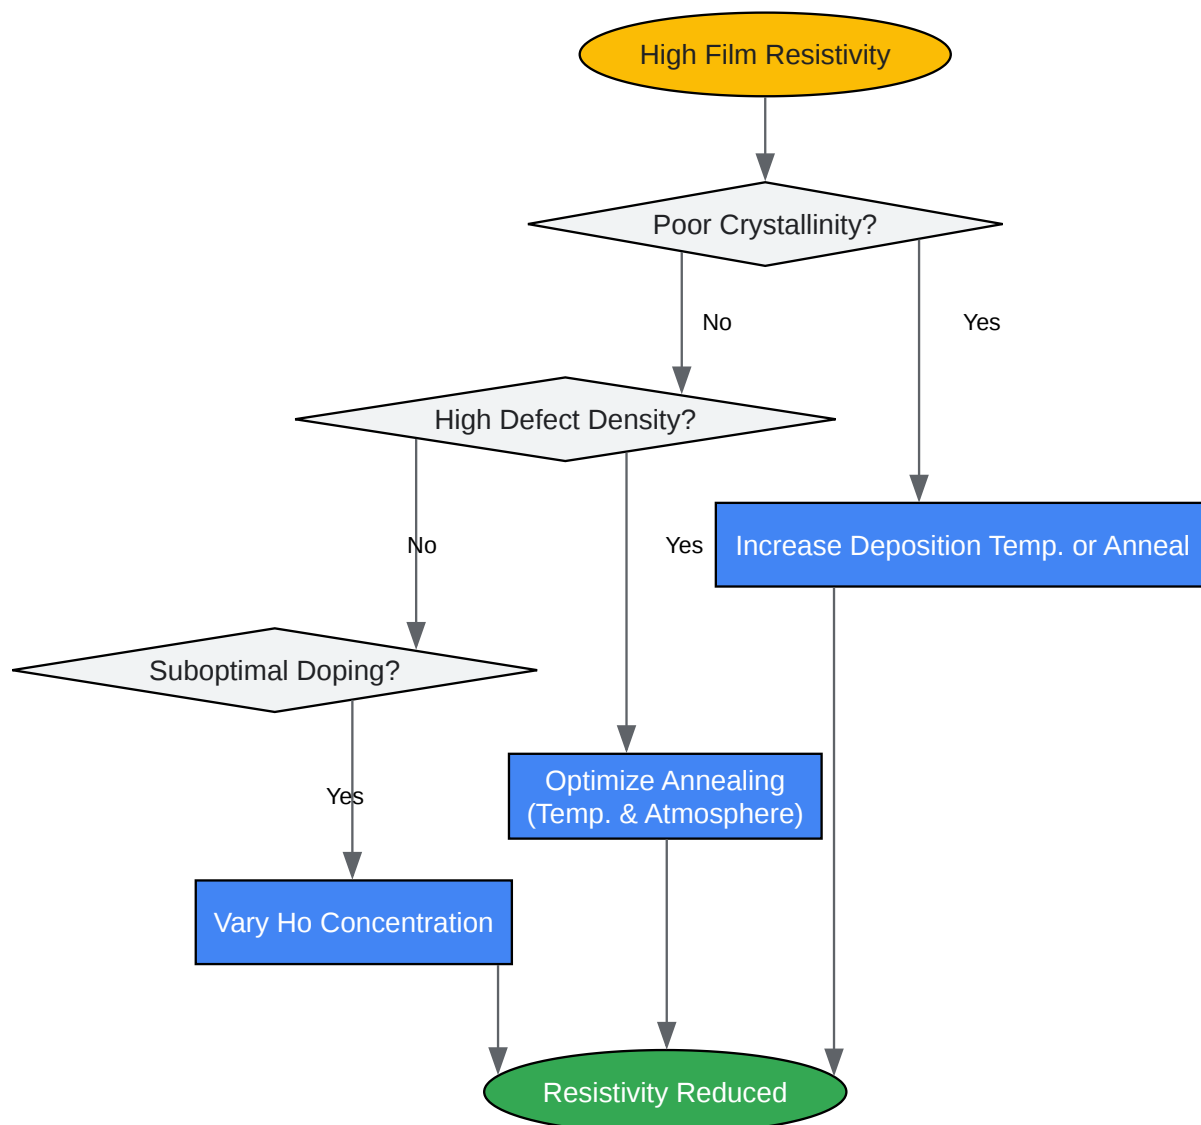 High Film Resistivity
Poor Crystallinity?
No
Yes
High Defect Density?
No
Yes
Increase Deposition Temp. or Anneal
Suboptimal Doping?
Yes
Optimize Annealing
(Temp. & Atmosphere)
Vary Ho Concentration
Resistivity Reduced